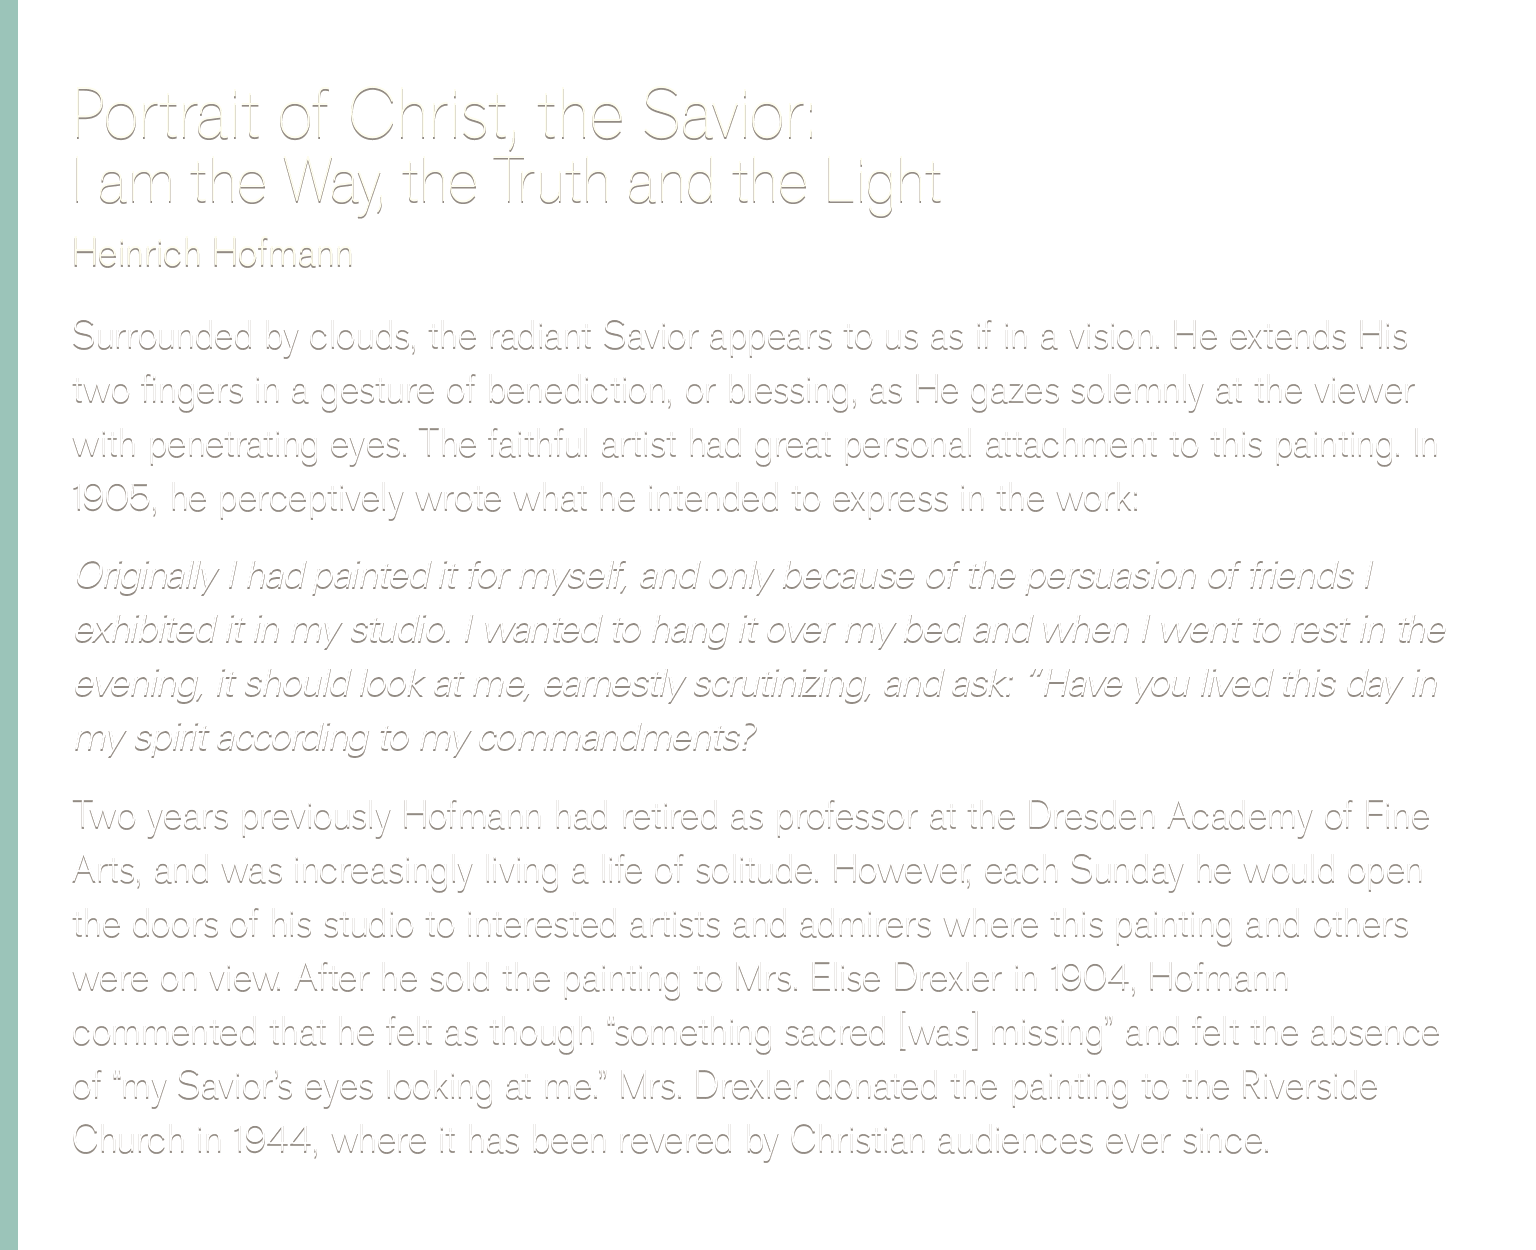 Portrait of Christ, the Savior:
I am the Way, the Truth and the Light
Heinrich Hofmann
Surrounded by clouds, the radiant Savior appears to us as if in a vision. He extends His
two fingers in a gesture of benediction, or blessing, as He gazes solemnly at the viewer
with penetrating eyes. The faithful artist had great personal attachment to this painting. In
1905, he perceptively wrote what he intended to express in the work:
Originally I had painted it for myself, and only because of the persuasion of friends I
exhibited it in my studio. I wanted to hang it over my bed and when I went to rest in the
evening, it should look at me, earnestly scrutinizing, and ask: “Have you lived this day in
my spirit according to my commandments?
Two years previously Hofmann had retired as professor at the Dresden Academy of Fine
Arts, and was increasingly living a life of solitude. However, each Sunday he would open
the doors of his studio to interested artists and admirers where this painting and others
were on view. After he sold the painting to Mrs. Elise Drexler in 1904, Hofmann
commented that he felt as though “something sacred [was] missing” and felt the absence
of “my Savior’s eyes looking at me.” Mrs. Drexler donated the painting to the Riverside
Church in 1944, where it has been revered by Christian audiences ever since.